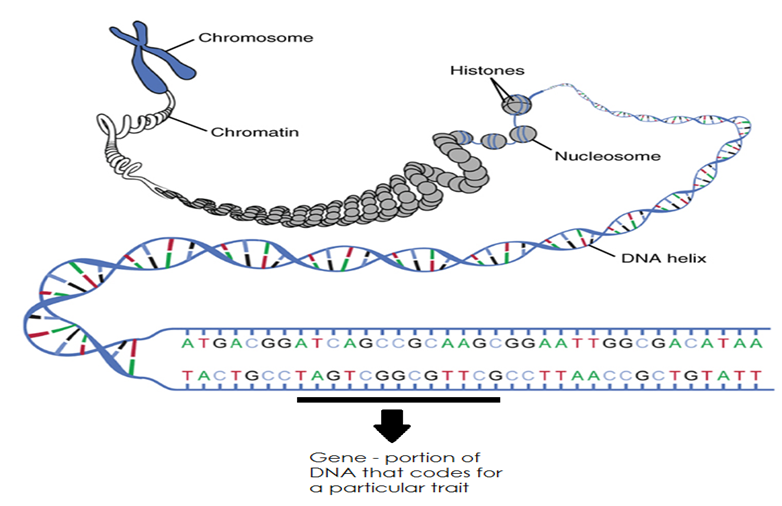 Chromosome
Histones
Chromatin
Nucleosome
DNA helix
ATGACGGATCAGCCGCAAGCGGAATTGGCGACATAA
TACTGCCTAGTCGGCGTTCGCCTTAACCGCTGTATT
Gene - portion of
DNA that codes for
a particular trait